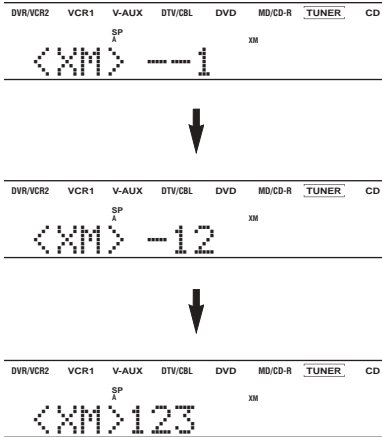 DVR/VCR2 VCR1 V-AUX DTV/CBL DVD MD/CD-R TUNER CD
SP
A XM
<XM> --1
DVR/VCR2 VCR1 V-AUX DTV/CBL DVD MD/CD-R TUNER CD
SP
A XM
<XM> -12
DVR/VCR2 VCR1 V-AUX DTV/CBL DVD MD/CD-R TUNER CD
SP
A XM
<XM>123